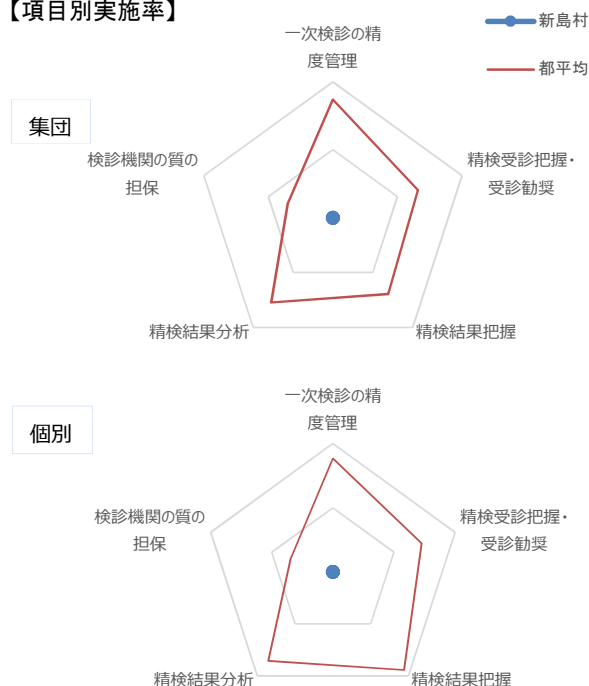 【項目別実施率】
新島村
都平均
集団
一次検診の精
度管理
精検受診把握・
受診勧奨
精検結果把握
精検結果分析
検診機関の質の
担保
個別
一次検診の精
度管理
精検受診把握・
受診勧奨
精検結果把握
精検結果分析
検診機関の質の
担保